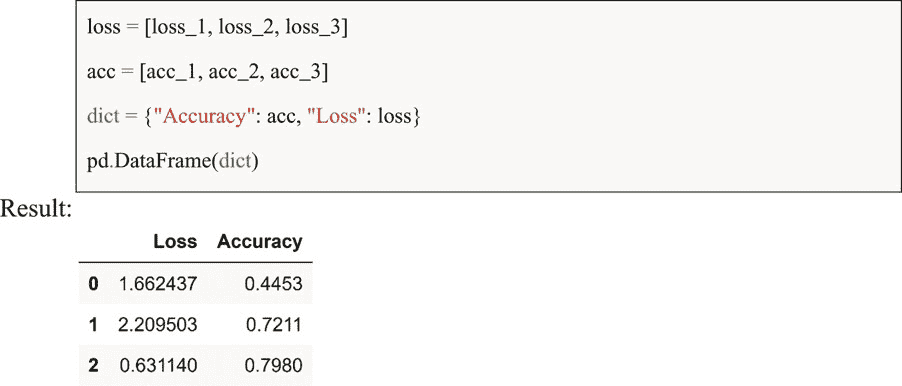 loss = [loss_1, loss_2, loss_3]
acc = [acc_1, acc_2, acc_3]
dict = {"Accuracy": acc, "Loss": loss}
pd.DataFrame(dict)
Result:
Loss Accuracy
0 1.662437 0.4453
1 2.209503 0.7211
2 0.631140 0.7980